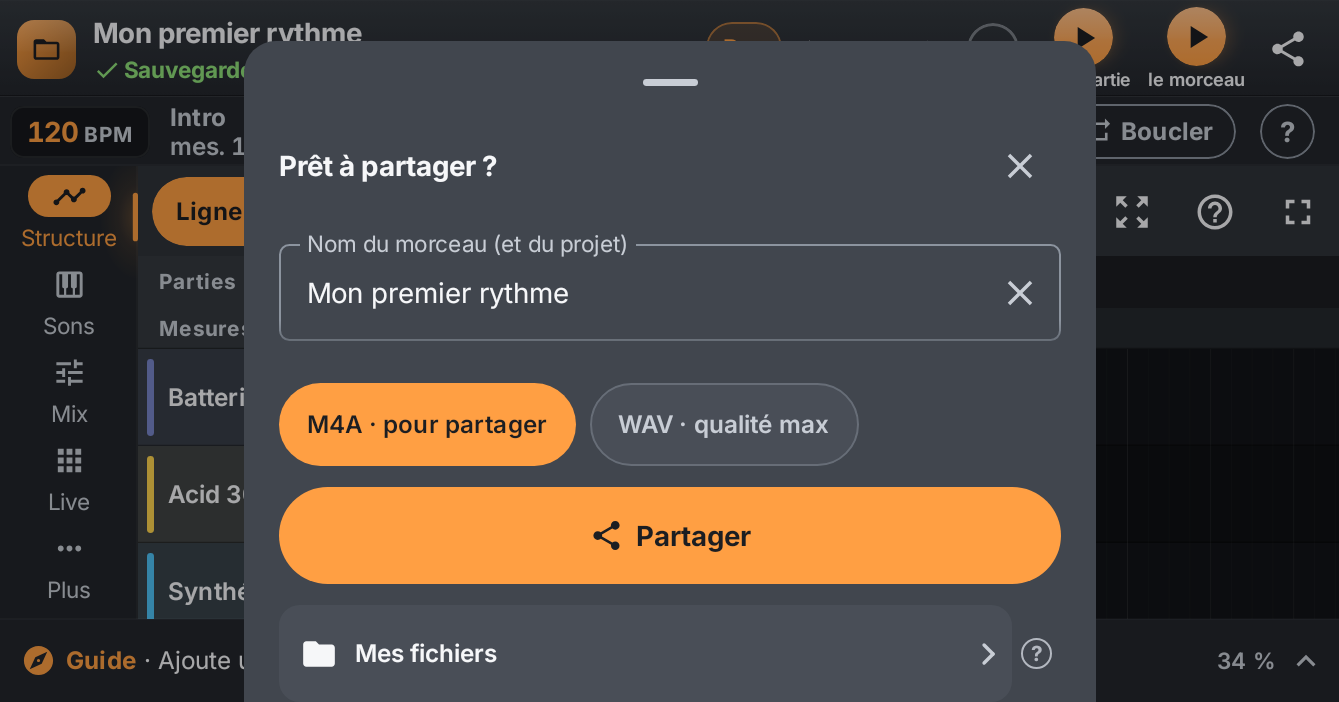 Mon premier rythme
Sauvegard
artie
le morceau
120 BPM
Intro
mes. 1
Boucler
?
Prêt à partager ?
Nom du morceau (et du projet)
Mon premier rythme
M4A · pour partager
WAV · qualité max
Partager
Mes fichiers
?
Structure
Sons
Mix
Live
Plus
Ligne
?
Parties
Mesures
Batteri
Acid 3
Synthé
Guide · Ajoute
34 %